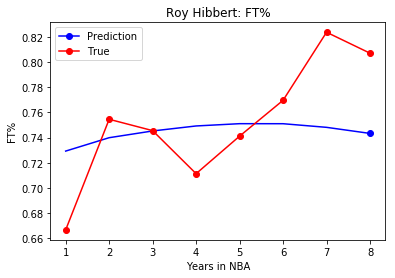 Roy Hibbert: FT%
Prediction
True
FT%
0.82
0.80
0.78
0.76
0.74
0.72
0.70
0.68
0.66
1 2 3 4 5 6 7 8
Years in NBA